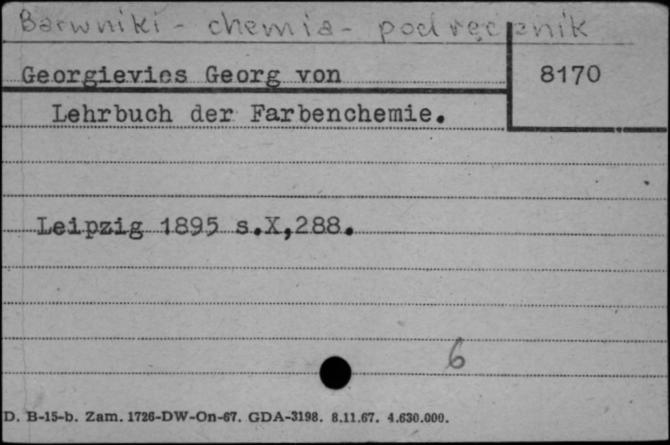 Barwniki - chemia - podręcznik
Georgievics Georg von
8170
Lehrbuch der Farbenchemie.
Leipzig 1895 s.X,288.
6
D. B-15-b. Zam. 1726-DW-On-67. GDA-3198. 8.11.67. 4.630.000.